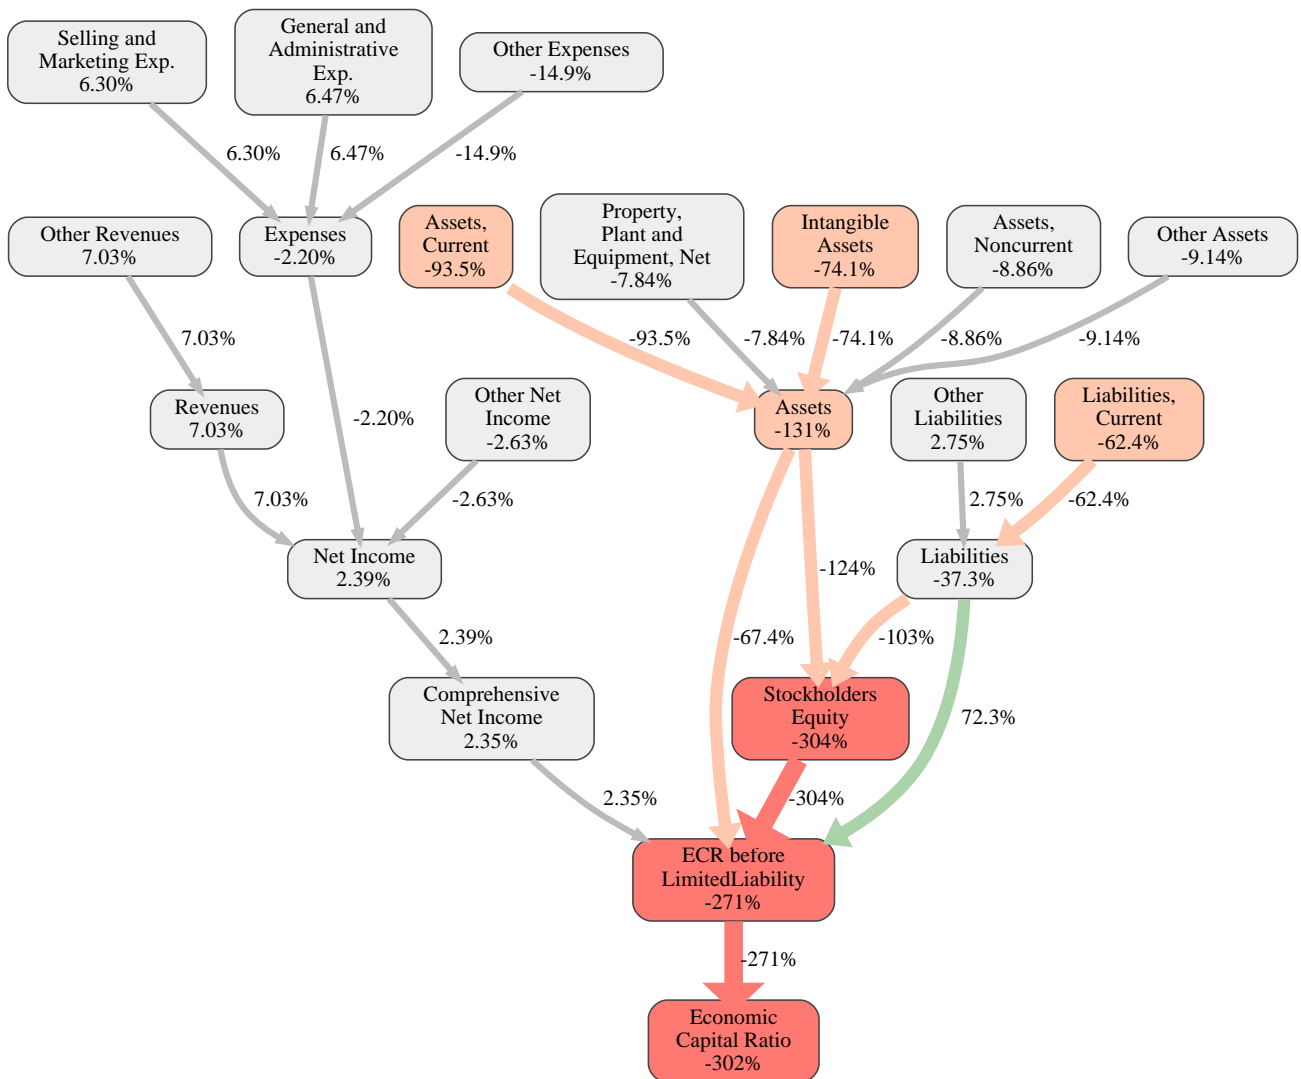 Selling and
Marketing Exp.
6.30%
General and
Administrative
Exp.
6.47%
Other Expenses
-14.9%
6.30%
6.47%
-14.9%
Other Revenues
7.03%
Expenses
-2.20%
Assets,
Current
-93.5%
Property,
Plant and
Equipment, Net
-7.84%
Intangible
Assets
-74.1%
Assets,
Noncurrent
-8.86%
Other Assets
-9.14%
7.03%
-93.5%
-7.84%
-74.1%
-8.86%
-9.14%
Revenues
7.03%
-2.20%
Other Net
Income
-2.63%
Assets
-131%
Other
Liabilities
2.75%
Liabilities,
Current
-62.4%
7.03%
-2.63%
2.75%
-62.4%
Net Income
2.39%
-124%
Liabilities
-37.3%
2.39%
-67.4%
-103%
Comprehensive
Net Income
2.35%
Stockholders
Equity
-304%
72.3%
2.35%
-304%
ECR before
LimitedLiability
-271%
-271%
Economic
Capital Ratio
-302%